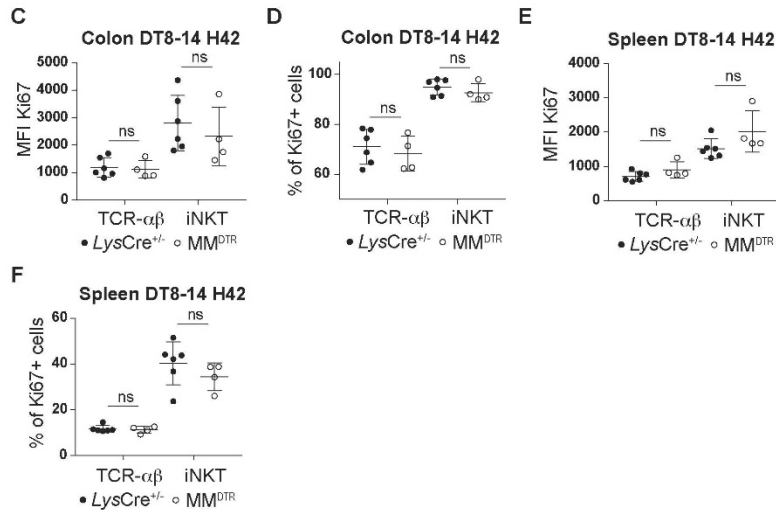 C
Colon DT8-14 H42
MFI Ki67
5000
4000
3000
2000
1000
0
ns
ns
TCR-αβ
iNKT
● LysCre+/- ○ MMDTR
D
Colon DT8-14 H42
% of Ki67+ cells
100
80
60
ns
ns
TCR-αβ
iNKT
● LysCre+/- ○ MMDTR
E
Spleen DT8-14 H42
MFI Ki67
4000
3000
2000
1000
0
ns
ns
TCR-αβ
iNKT
● LysCre+/- ○ MMDTR
F
Spleen DT8-14 H42
% of Ki67+ cells
60
40
20
0
ns
ns
TCR-αβ
iNKT
● LysCre+/- ○ MMDTR